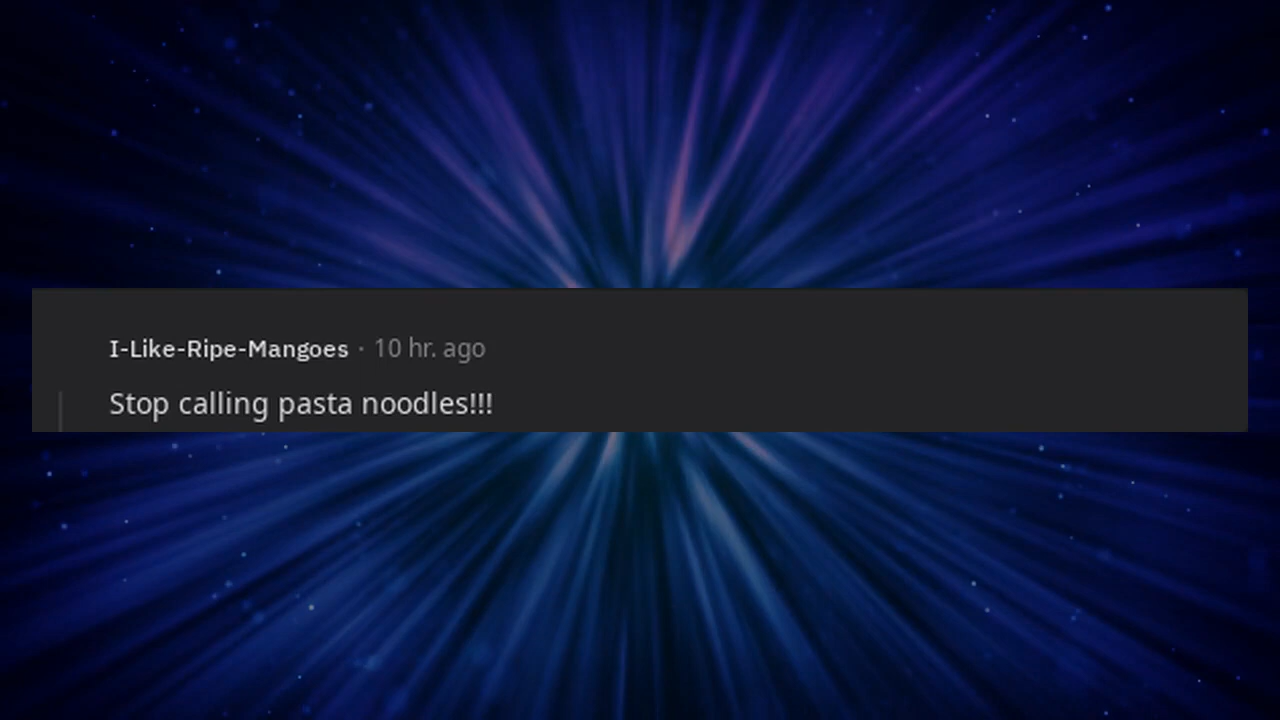 I-Like-Ripe-Mangoes · 10 hr. ago
Stop calling pasta noodles!!!